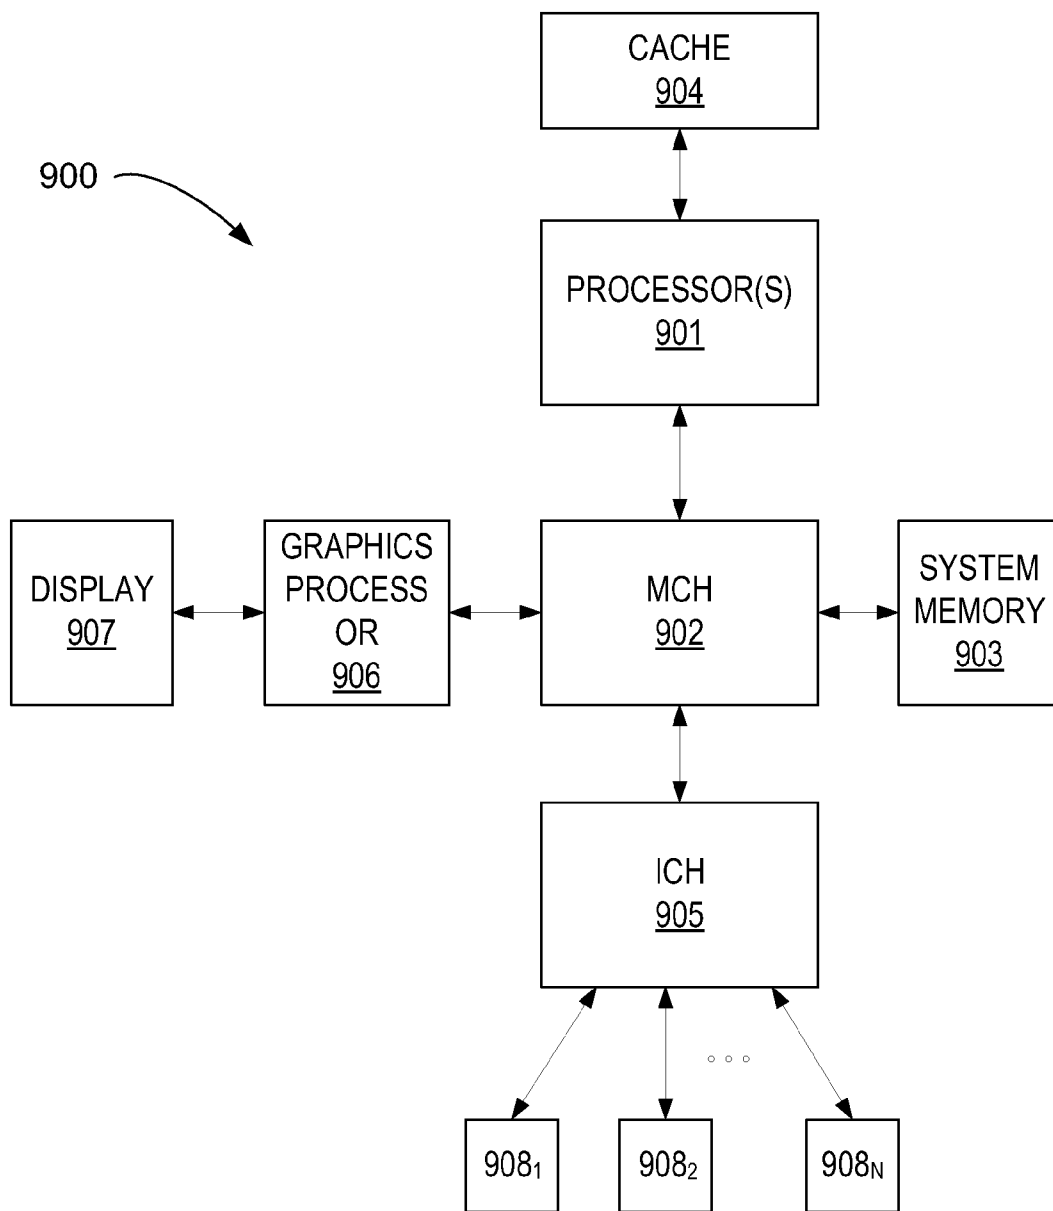 CACHE
904
900
PROCESSOR(S)
901
DISPLAY
907
GRAPHICS
PROCESS
OR
906
MCH
902
SYSTEM
MEMORY
903
ICH
905
908₁
908₂
908N